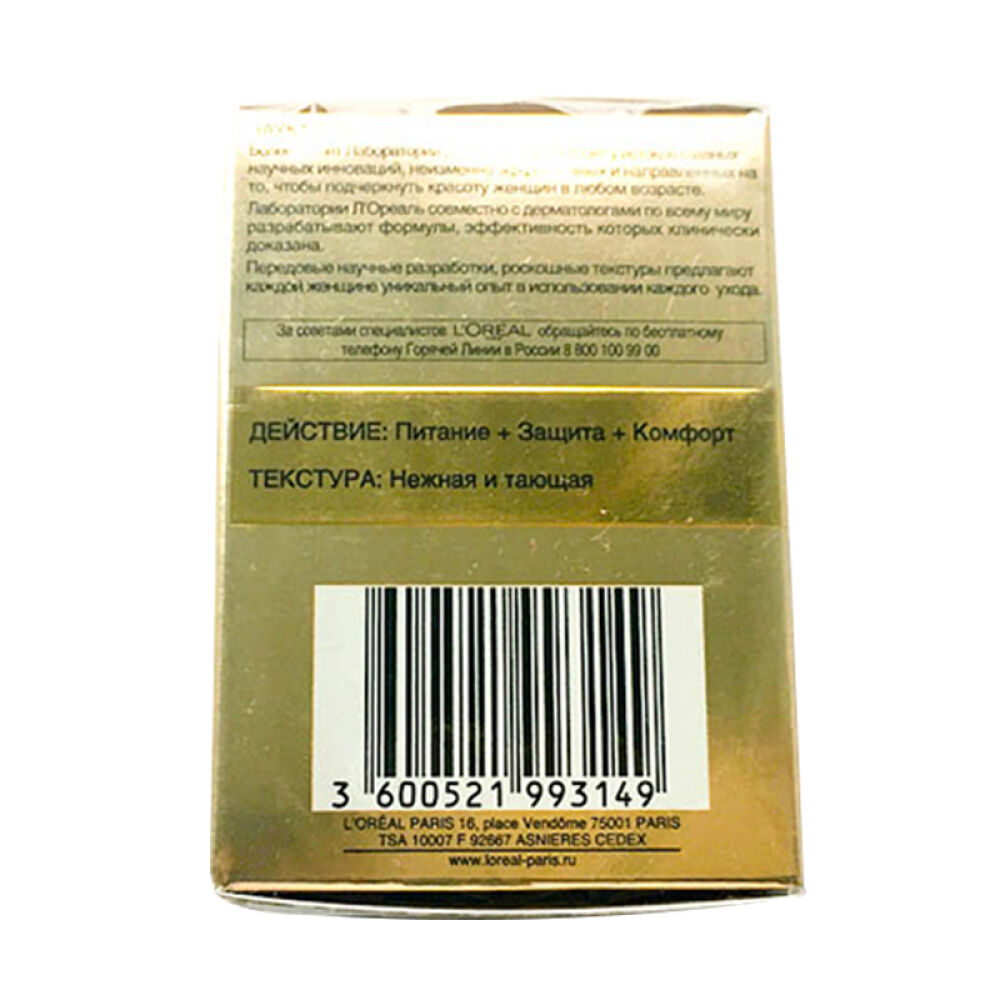 Лаборатории
научных инноваций, неизменно и направленных на
то, чтобы подчеркнуть красоту женщин в любом возрасте.
Лаборатории Л'Ореаль совместно с дерматологами по всему миру
разрабатывают формулы, эффективность которых клинически
доказана.
Передовые научные разработки, роскошные текстуры предлагают
каждой женщине уникальный опыт в использовании каждого ухода.
За советами специалистов L'ORÉAL обращайтесь по бесплатному
телефону Горячей Линии в России 8 800 100 99 00
ДЕЙСТВИЕ: Питание + Защита + Комфорт
ТЕКСТУРА: Нежная и тающая
3 600521 993149
L'ORÉAL PARIS 16, place Vendôme 75001 PARIS
TSA 10007 F 92667 ASNIERES CEDEX
www.loreal-paris.ru